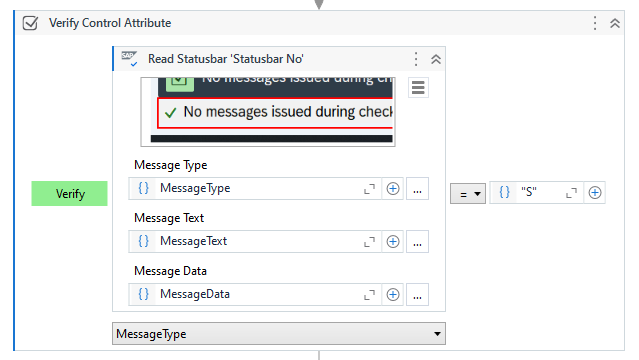 Verify Control Attribute
SAP
Read Statusbar 'Statusbar No'
No messages issued during ch
No messages issued during check
Message Type
{ } MessageType ...
Verify
= { } "S"
Message Text
{ } MessageText ...
Message Data
{ } MessageData ...
MessageType